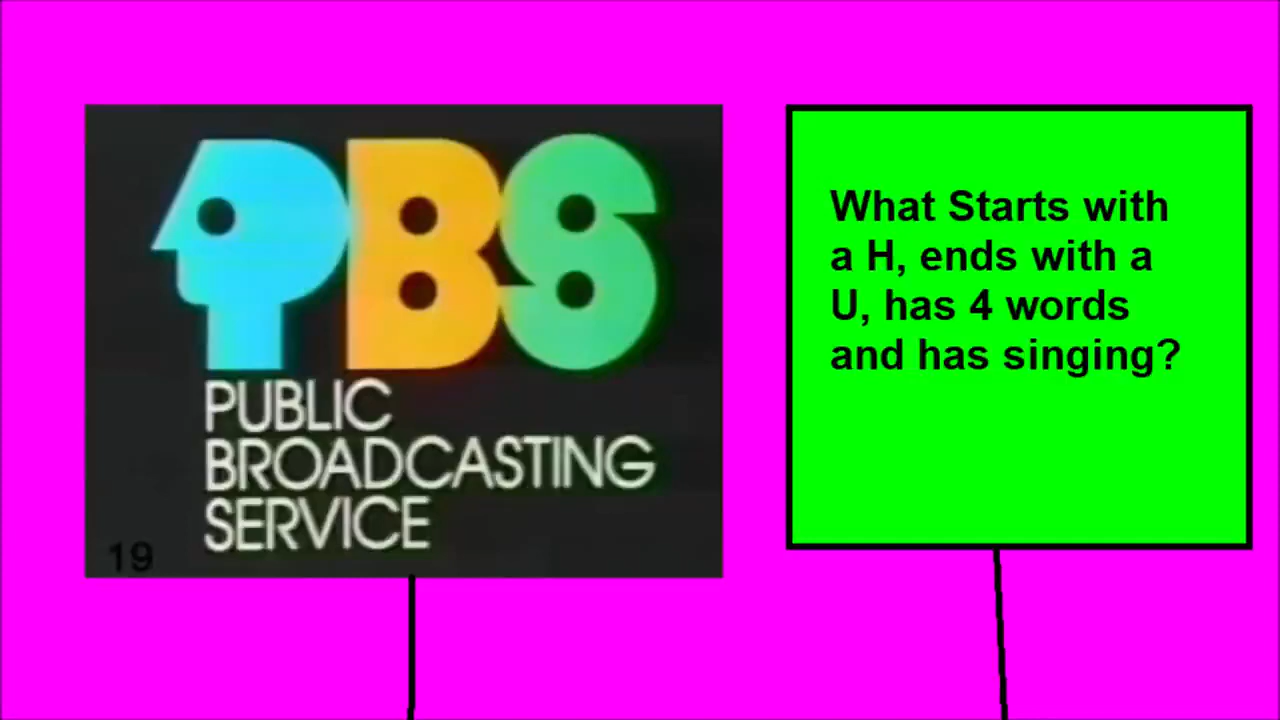 PBS
PUBLIC
BROADCASTING
SERVICE
19
What Starts with
a H, ends with a
U, has 4 words
and has singing?